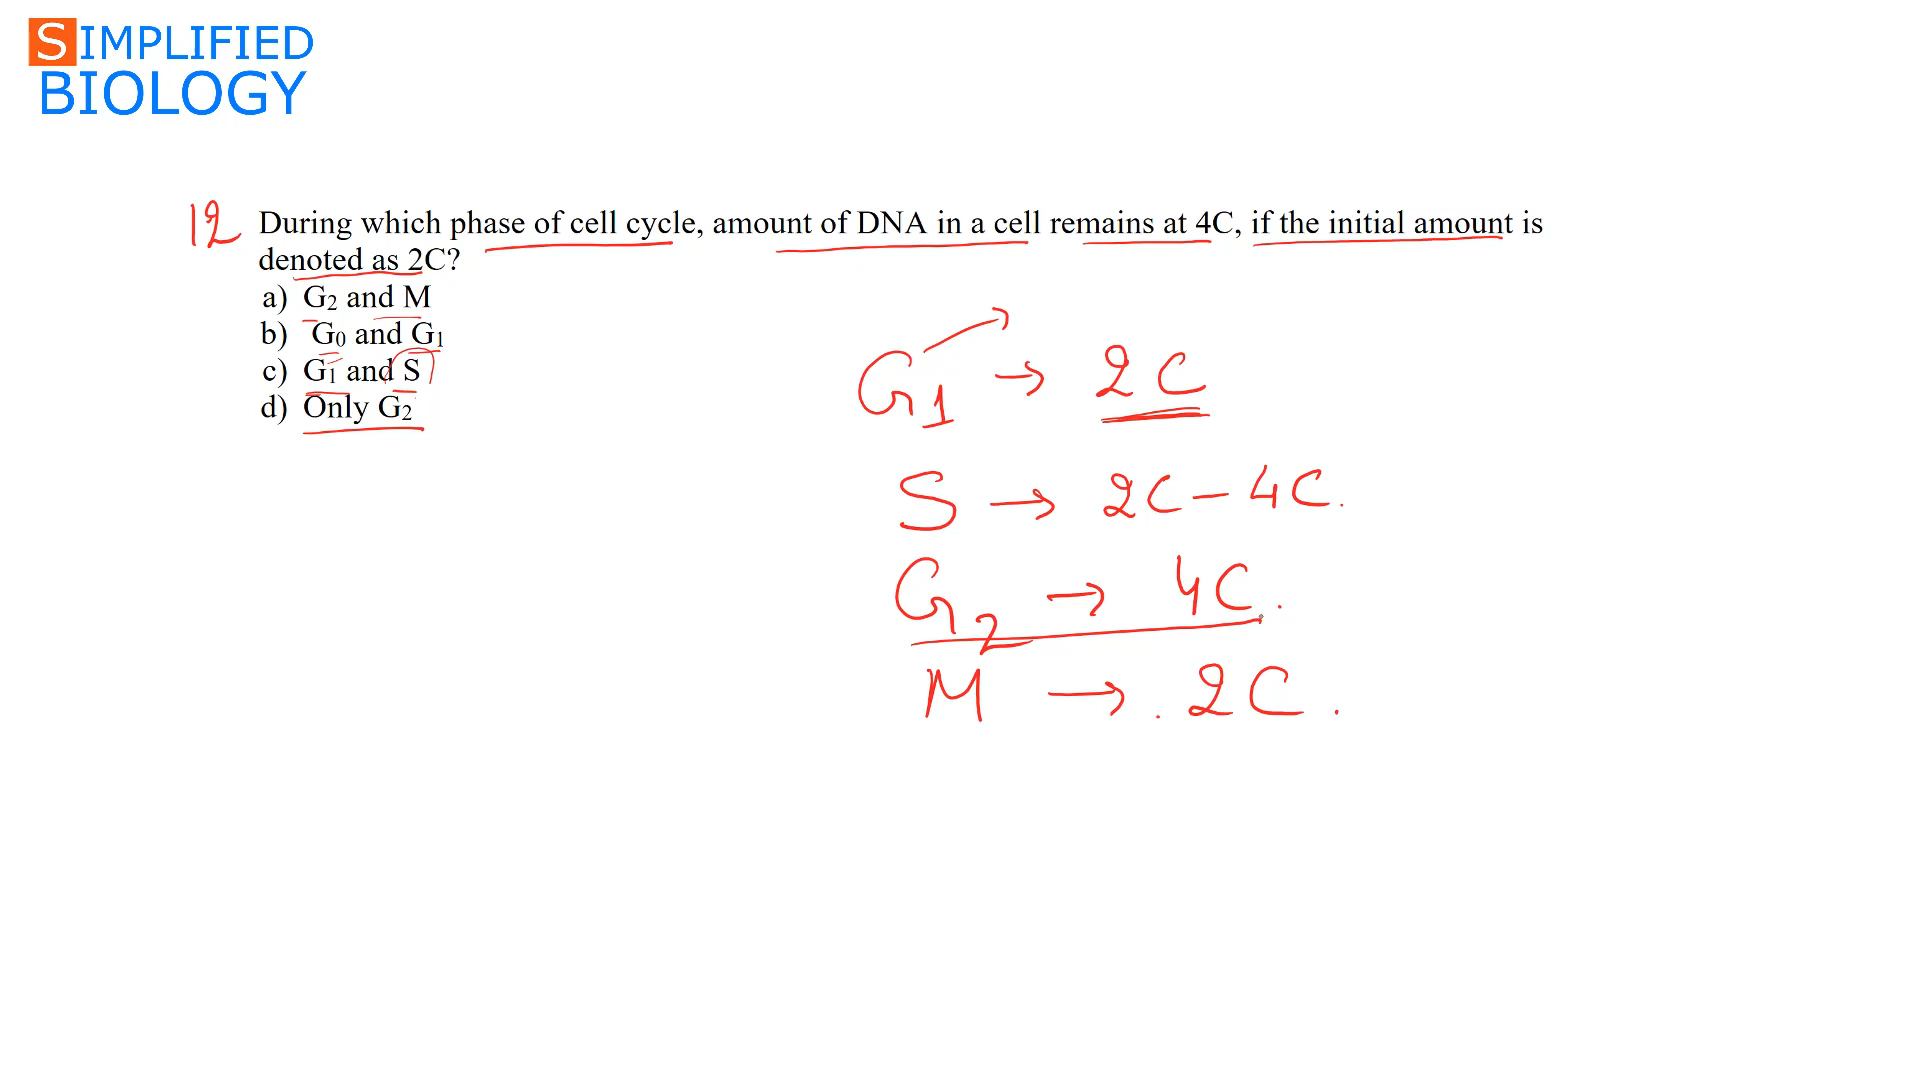 SIMPLIFIED
BIOLOGY
12 During which phase of cell cycle, amount of DNA in a cell remains at 4C, if the initial amount is
denoted as 2C?
a) G₂ and M
b) G₀ and G₁
c) G₁ and S
d) Only G₂
G1 → 2C
S → 2C – 4C.
G2 → 4C.
M → 2C.